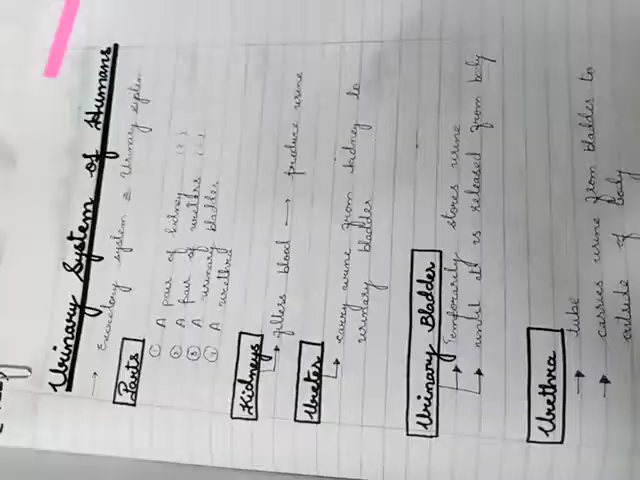 Urinary System of Humans
→ Excretory system = Urinary system
Parts
① A pair of kidney (2)
② A pair of uretters (2)
③ A urinary bladder
④ A urethra
Kidneys
→ filters blood → produce urine
Ureter
→ carry urine from kidney to
urinary bladder
Urinary Bladder
→ Temporarily stores urine
→ until it is released from body
Urethra
→ tube
→ carries urine from bladder to
outside of body